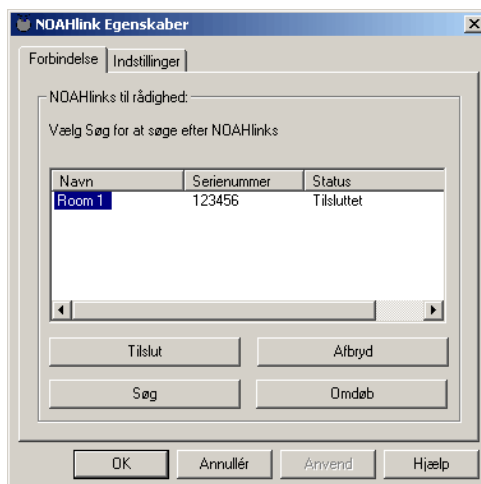 NOAHlink Egenskaber
Forbindelse Indstillinger
NOAHlinks til rådighed:
Vælg Søg for at søge efter NOAHlinks
Navn Serienummer Status
Room 1 123456 Tilsluttet
Tilslut Afbryd
Søg Omdøb
OK Annullér Anvend Hjælp